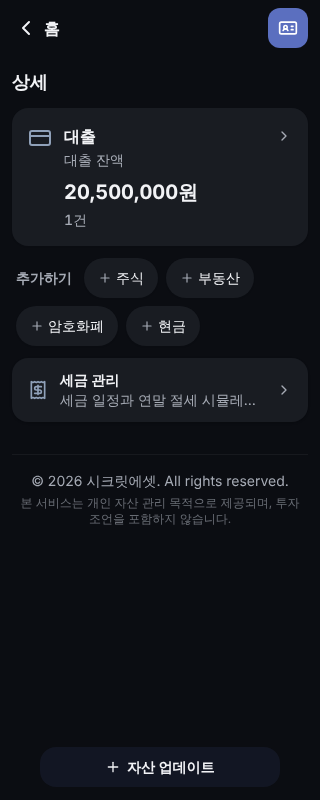 홈
상세
대출
대출 잔액
20,500,000원
1건
추가하기
+ 주식
+ 부동산
+ 암호화폐
+ 현금
세금 관리
세금 일정과 연말 절세 시뮬레...
© 2026 시크릿에셋. All rights reserved.
본 서비스는 개인 자산 관리 목적으로 제공되며, 투자
조언을 포함하지 않습니다.
+ 자산 업데이트